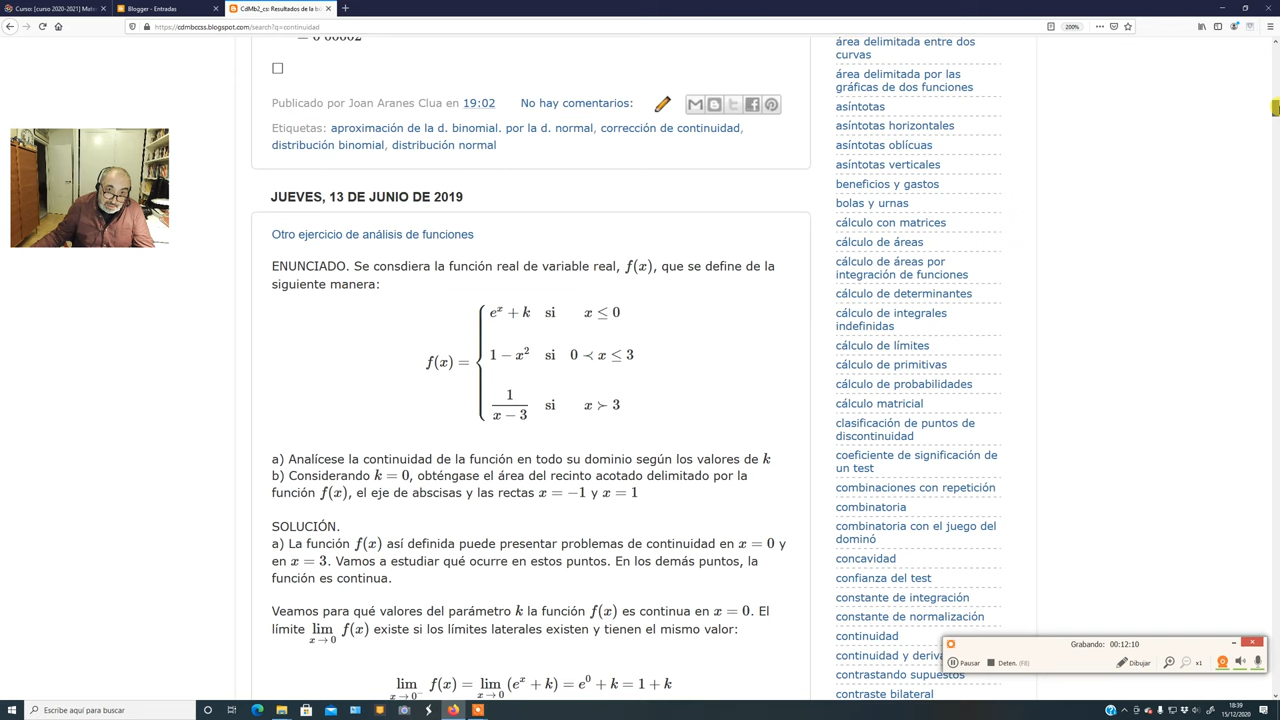 Curso: [curso 2020-2021] Matem
Blogger - Entradas
CdMb2_cs: Resultados de la bú
https://cdmbccss.blogspot.com/search?q=continuidad
200%
Publicado por Joan Aranes Clua en 19:02 No hay comentarios:
Etiquetas: aproximación de la d. binomial. por la d. normal, corrección de continuidad,
distribución binomial, distribución normal
JUEVES, 13 DE JUNIO DE 2019
Otro ejercicio de análisis de funciones
ENUNCIADO. Se consdiera la función real de variable real, f(x), que se define de la
siguiente manera:
f(x) = { e^x + k si x ≤ 0
1 − x^2 si 0 ≺ x ≤ 3
1/(x − 3) si x ≻ 3
a) Analícese la continuidad de la función en todo su dominio según los valores de k
b) Considerando k = 0, obténgase el área del recinto acotado delimitado por la
función f(x), el eje de abscisas y las rectas x = −1 y x = 1
SOLUCIÓN.
a) La función f(x) así definida puede presentar problemas de continuidad en x = 0 y
en x = 3. Vamos a estudiar qué ocurre en estos puntos. En los demás puntos, la
función es continua.
Veamos para qué valores del parámetro k la función f(x) es continua en x = 0. El
límite lim x→0 f(x) existe si los límites laterales existen y tienen el mismo valor:
lim x→0⁻ f(x) = lim x→0 (e^x + k) = e^0 + k = 1 + k
área delimitada entre dos
curvas
área delimitada por las
gráficas de dos funciones
asíntotas
asíntotas horizontales
asíntotas oblícuas
asíntotas verticales
beneficios y gastos
bolas y urnas
cálculo con matrices
cálculo de áreas
cálculo de áreas por
integración de funciones
cálculo de determinantes
cálculo de integrales
indefinidas
cálculo de límites
cálculo de primitivas
cálculo de probabilidades
cálculo matricial
clasificación de puntos de
discontinuidad
coeficiente de significación de
un test
combinaciones con repetición
combinatoria
combinatoria con el juego del
dominó
concavidad
confianza del test
constante de integración
constante de normalización
continuidad
continuidad y deriva
contrastando supuestos
contraste bilateral
Grabando: 00:12:10
Pausar Deten. (F8) Dibujar x1
Escribe aquí para buscar
18:39
15/12/2020